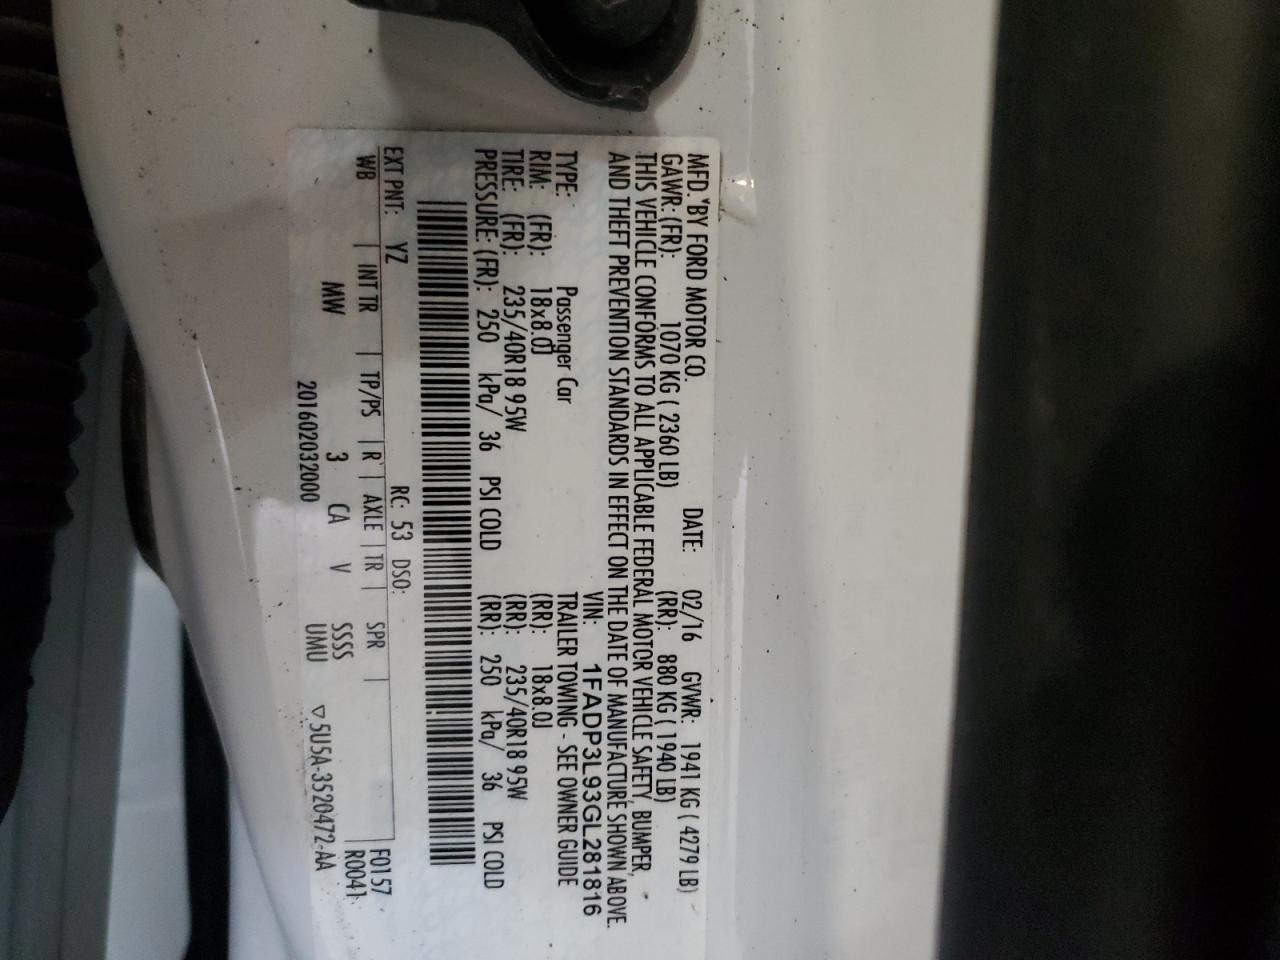 MFD. BY FORD MOTOR CO.
DATE: 02/16 GVWR: 1941 KG ( 4279 LB)
GAWR: (FR): 1070 KG ( 2360 LB) (RR): 880 KG ( 1940 LB)
THIS VEHICLE CONFORMS TO ALL APPLICABLE FEDERAL MOTOR VEHICLE SAFETY, BUMPER,
AND THEFT PREVENTION STANDARDS IN EFFECT ON THE DATE OF MANUFACTURE SHOWN ABOVE.
VIN: 1FADP3L93GL281816
TYPE: Passenger Car TRAILER TOWING - SEE OWNER GUIDE
RIM: (FR): 18x8.0J (RR): 18x8.0J
TIRE: (FR): 235/40R18 95W (RR): 235/40R18 95W
PRESSURE: (FR): 250 kPa/ 36 PSI COLD (RR): 250 kPa/ 36 PSI COLD
EXT PNT: YZ RC: 53 DSO: F0157
WB | INT TR | TP/PS | R | AXLE | TR | SPR | R0041
MW 3 CA V SSSS
UMU ▽5U5A-3520472-AA
201602032000